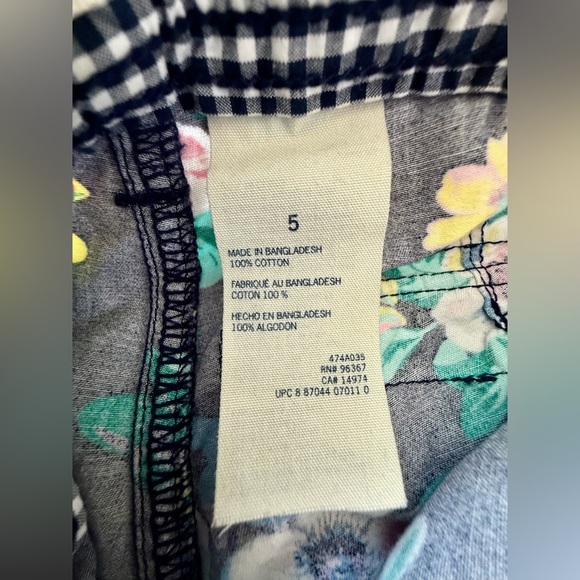 5
MADE IN BANGLADESH
100% COTTON
FABRIQUÉ AU BANGLADESH
COTON 100 %
HECHO EN BANGLADESH
100% ALGODON
474A035
RN# 96367
CA# 14974
UPC 8 87044 07011 0